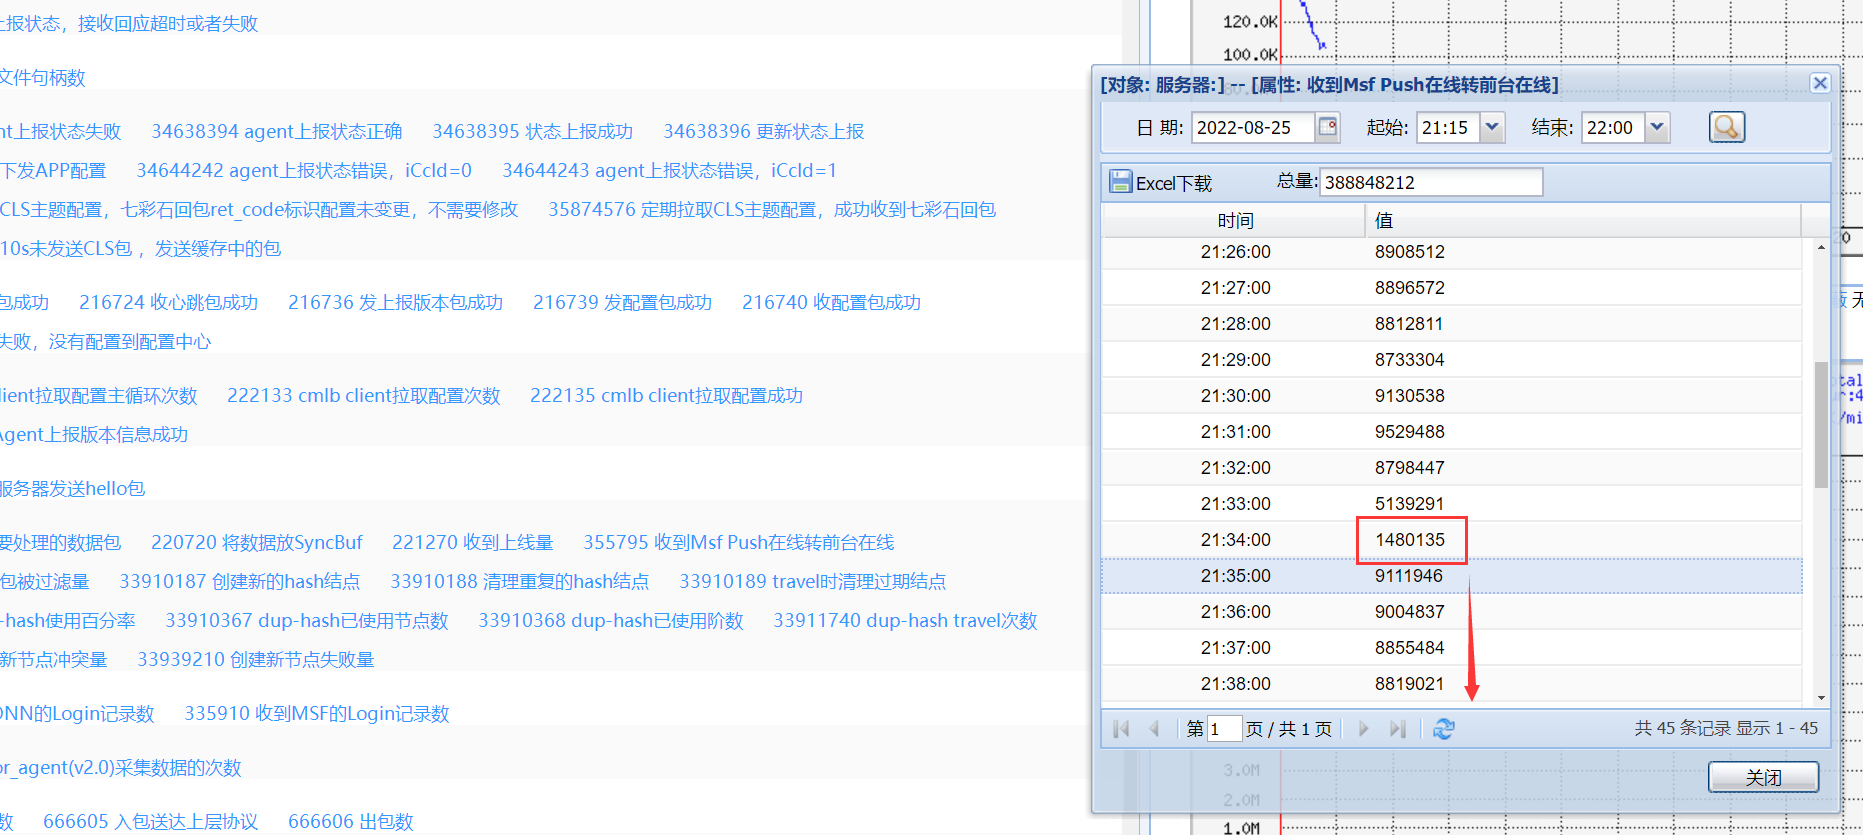 上报状态，接收回应超时或者失败
文件句柄数
nt上报状态失败 34638394 agent上报状态正确 34638395 状态上报成功 34638396 更新状态上报
下发APP配置 34644242 agent上报状态错误，iCcId=0 34644243 agent上报状态错误，iCcId=1
CLS主题配置，七彩石回包ret_code标识配置未变更，不需要修改 35874576 定期拉取CLS主题配置，成功收到七彩石回包
10s未发送CLS包 ，发送缓存中的包
包成功 216724 收心跳包成功 216736 发上报版本包成功 216739 发配置包成功 216740 收配置包成功
失败，没有配置到配置中心
lient拉取配置主循环次数 222133 cmlb client拉取配置次数 222135 cmlb client拉取配置成功
Agent上报版本信息成功
服务器发送hello包
要处理的数据包 220720 将数据放SyncBuf 221270 收到上线量 355795 收到Msf Push在线转前台在线
包被过滤量 33910187 创建新的hash结点 33910188 清理重复的hash结点 33910189 travel时清理过期结点
-hash使用百分率 33910367 dup-hash已使用节点数 33910368 dup-hash已使用阶数 33911740 dup-hash travel次数
新节点冲突量 33939210 创建新节点失败量
ONN的Login记录数 335910 收到MSF的Login记录数
or_agent(v2.0)采集数据的次数
数 666605 入包送达上层协议 666606 出包数
120.0K
100.0K
[对象: 服务器:] -- [属性: 收到Msf Push在线转前台在线]
日 期: 2022-08-25 起始: 21:15 结束: 22:00
Excel下载 总量: 388848212
时间 值
21:26:00 8908512
21:27:00 8896572
21:28:00 8812811
21:29:00 8733304
21:30:00 9130538
21:31:00 9529488
21:32:00 8798447
21:33:00 5139291
21:34:00 1480135
21:35:00 9111946
21:36:00 9004837
21:37:00 8855484
21:38:00 8819021
第 1 页 / 共 1 页 共 45 条记录 显示 1 - 45
关闭
3.0M
2.0M
1.0M
20
无
otal
r:4
/mi